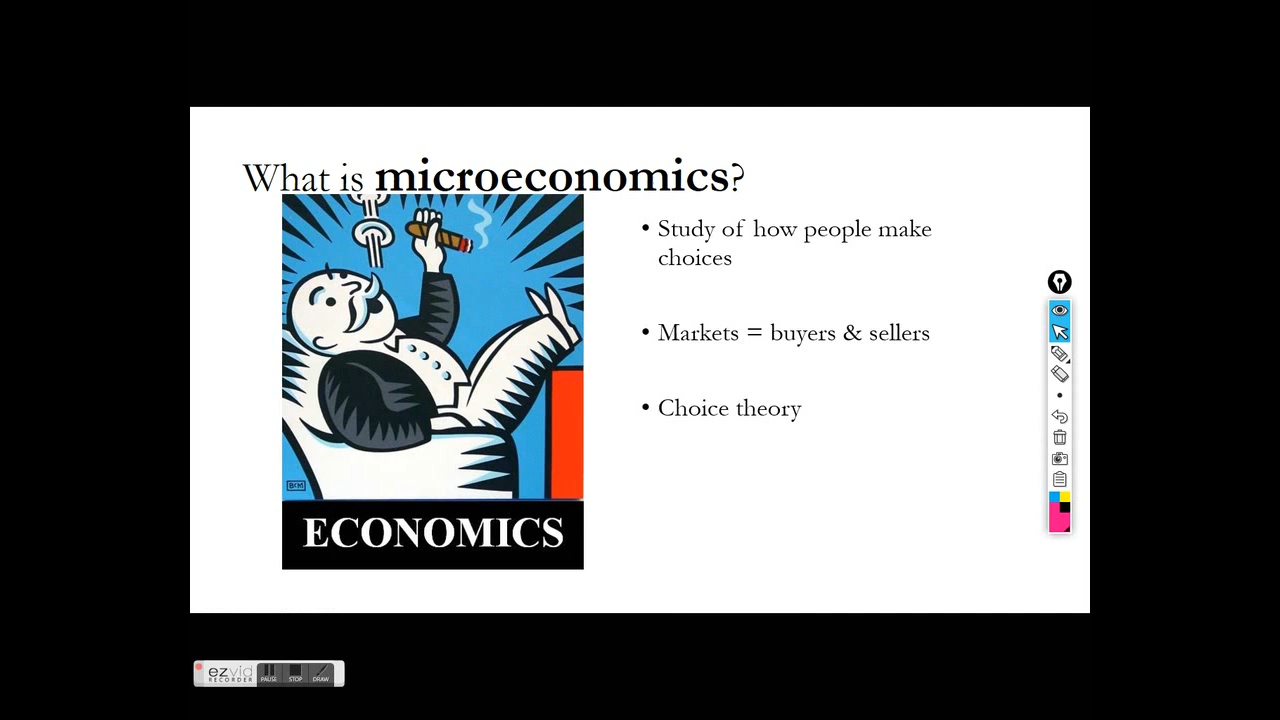 What is microeconomics?
• Study of how people make
choices
• Markets = buyers & sellers
• Choice theory
BKM
ECONOMICS
ezvid
RECORDER
PAUSE
STOP
DRAW